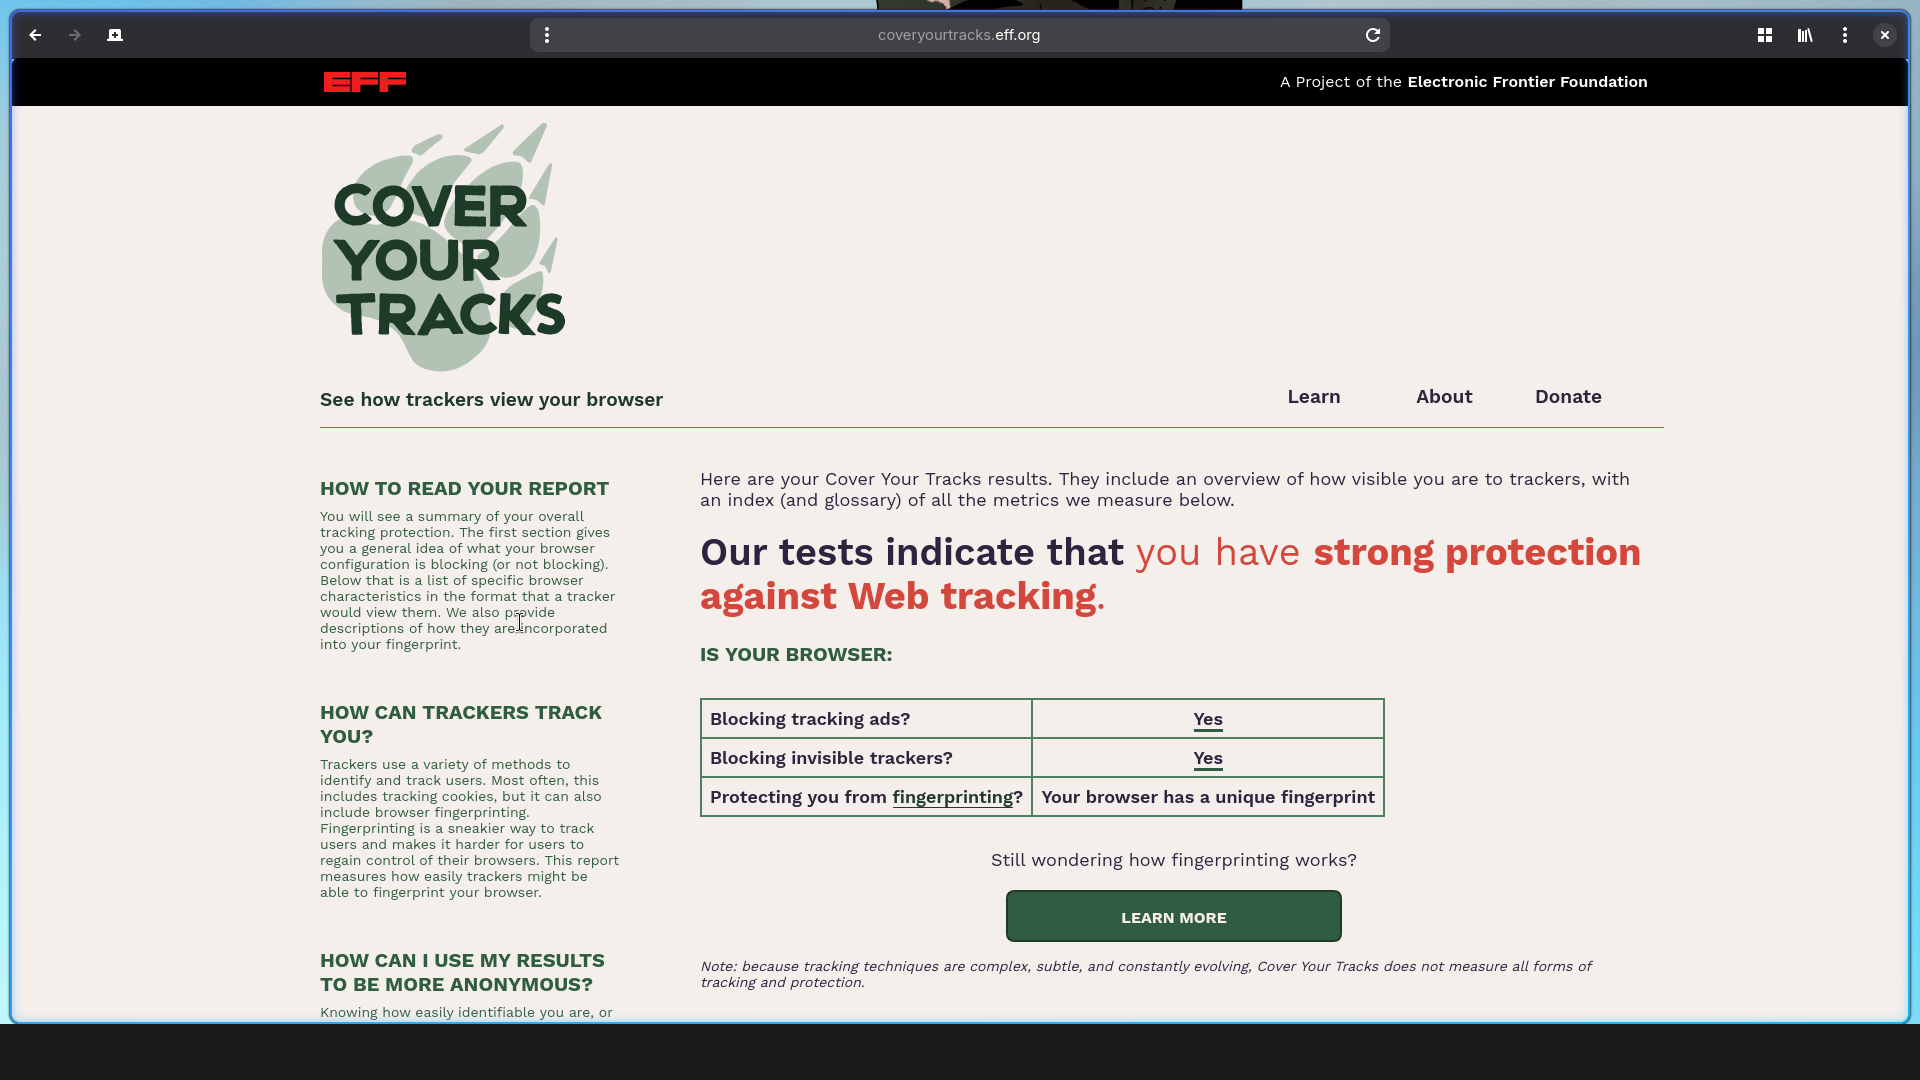 coveryourtracks.eff.org
EFF
A Project of the Electronic Frontier Foundation
COVER
YOUR
TRACKS
See how trackers view your browser
Learn
About
Donate
HOW TO READ YOUR REPORT
You will see a summary of your overall
tracking protection. The first section gives
you a general idea of what your browser
configuration is blocking (or not blocking).
Below that is a list of specific browser
characteristics in the format that a tracker
would view them. We also provide
descriptions of how they are incorporated
into your fingerprint.
HOW CAN TRACKERS TRACK
YOU?
Trackers use a variety of methods to
identify and track users. Most often, this
includes tracking cookies, but it can also
include browser fingerprinting.
Fingerprinting is a sneakier way to track
users and makes it harder for users to
regain control of their browsers. This report
measures how easily trackers might be
able to fingerprint your browser.
HOW CAN I USE MY RESULTS
TO BE MORE ANONYMOUS?
Knowing how easily identifiable you are, or
Here are your Cover Your Tracks results. They include an overview of how visible you are to trackers, with
an index (and glossary) of all the metrics we measure below.
Our tests indicate that you have strong protection
against Web tracking.
IS YOUR BROWSER:
Blocking tracking ads? Yes
Blocking invisible trackers? Yes
Protecting you from fingerprinting? Your browser has a unique fingerprint
Still wondering how fingerprinting works?
LEARN MORE
Note: because tracking techniques are complex, subtle, and constantly evolving, Cover Your Tracks does not measure all forms of
tracking and protection.